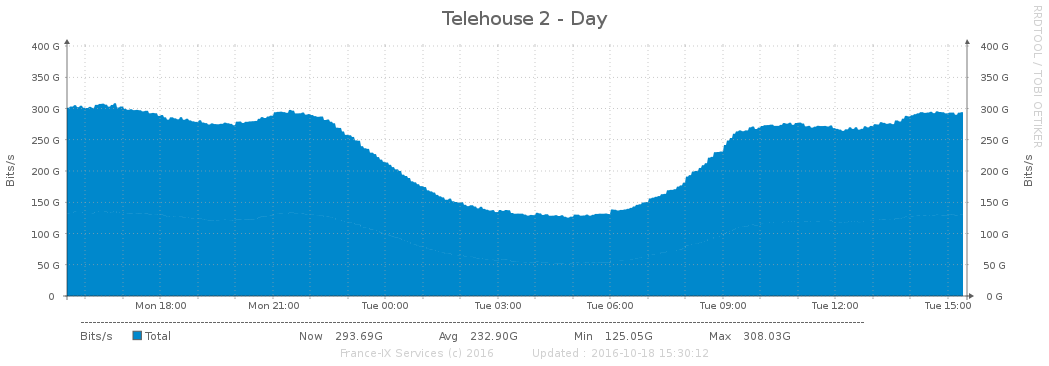 Telehouse 2 - Day
RRDTOOL / TOBI OETIKER
Bits/s
400 G 400 G
350 G 350 G
300 G 300 G
250 G 250 G
200 G 200 G
150 G 150 G
100 G 100 G
50 G 50 G
0 0 G
Bits/s
Mon 18:00 Mon 21:00 Tue 00:00 Tue 03:00 Tue 06:00 Tue 09:00 Tue 12:00 Tue 15:00
Bits/s Total Now 293.69G Avg 232.90G Min 125.05G Max 308.03G
France-IX Services (c) 2016 Updated : 2016-10-18 15:30:12